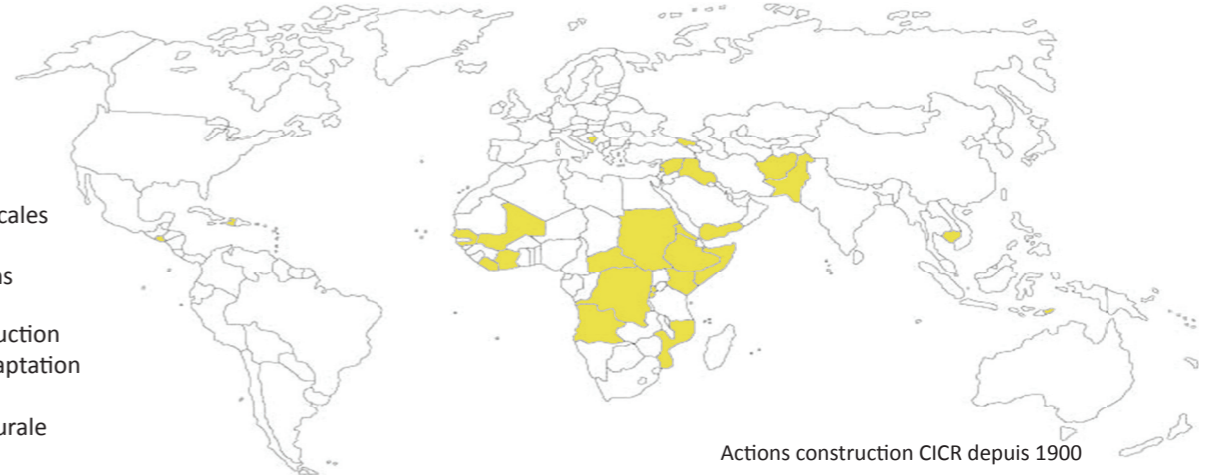 cales
ns
uction
aptation
urale
Actions construction CICR depuis 1900